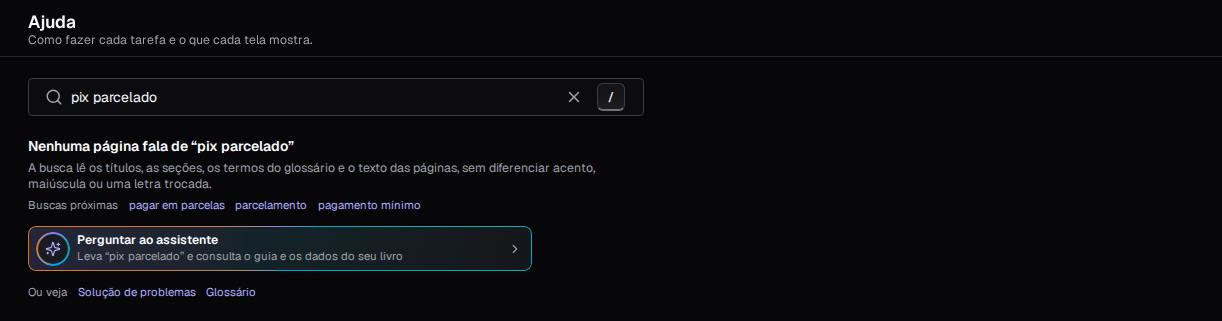 Ajuda
Como fazer cada tarefa e o que cada tela mostra.
pix parcelado
/
Nenhuma página fala de “pix parcelado”
A busca lê os títulos, as seções, os termos do glossário e o texto das páginas, sem diferenciar acento,
maiúscula ou uma letra trocada.
Buscas próximas pagar em parcelas parcelamento pagamento mínimo
Perguntar ao assistente
Leva “pix parcelado” e consulta o guia e os dados do seu livro
Ou veja Solução de problemas Glossário